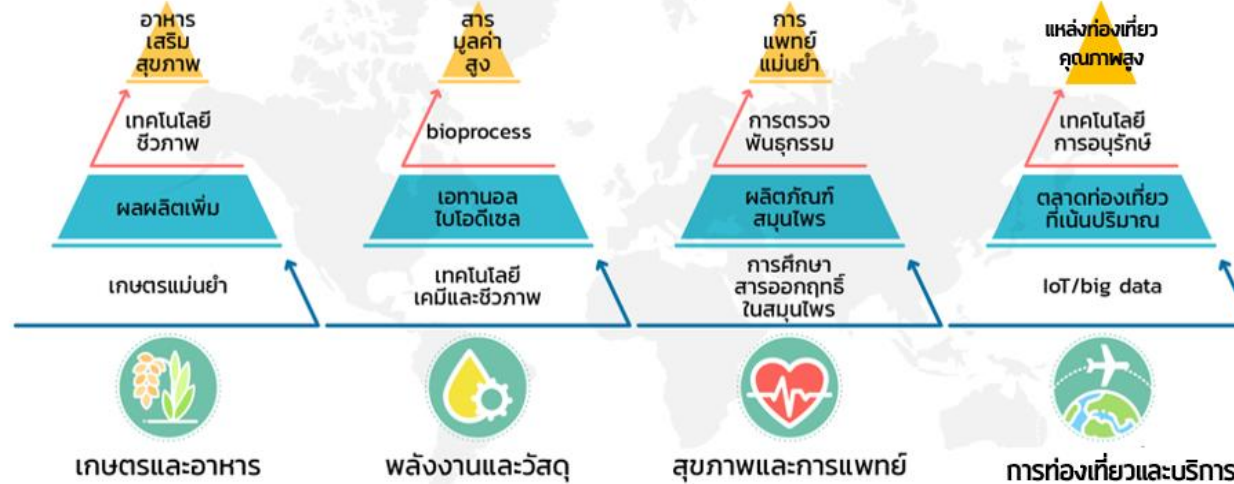 อาหาร
เสริม
สุขภาพ
เทคโนโลยี
ชีวภาพ
ผลผลิตเพิ่ม
เกษตรแม่นยำ
เกษตรและอาหาร
สาร
มูลค่า
สูง
bioprocess
เอทานอล
ไบโอดีเซล
เทคโนโลยี
เคมีและชีวภาพ
พลังงานและวัสดุ
การ
แพทย์
แม่นยำ
การตรวจ
พันธุกรรม
ผลิตภัณฑ์
สมุนไพร
การศึกษา
สารออกฤทธิ์
ในสมุนไพร
สุขภาพและการแพทย์
แหล่งท่องเที่ยว
คุณภาพสูง
เทคโนโลยี
การอนุรักษ์
ตลาดท่องเที่ยว
ที่เน้นปริมาณ
IoT/big data
การท่องเที่ยวและบริการ